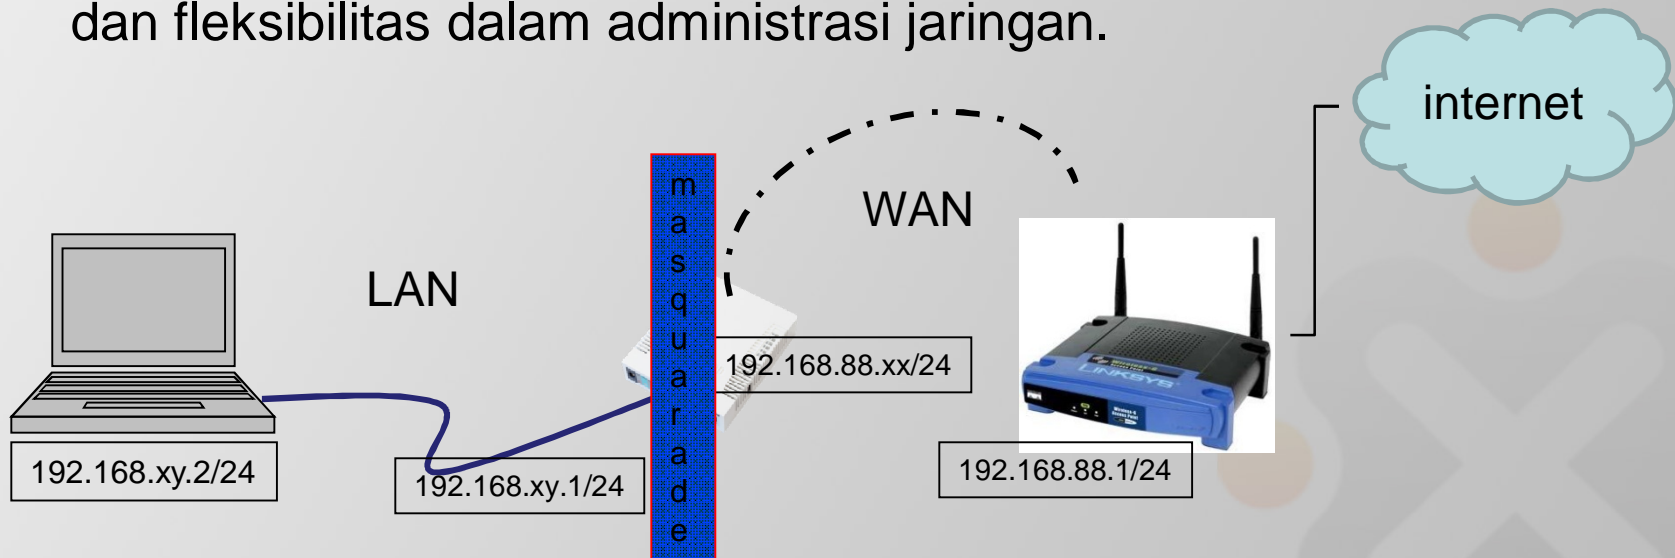 dan fleksibilitas dalam administrasi jaringan.
internet
WAN
LAN
m
a
s
q
u
a
r
a
d
e
192.168.88.xx/24
LINKSYS
192.168.xy.2/24
192.168.xy.1/24
192.168.88.1/24